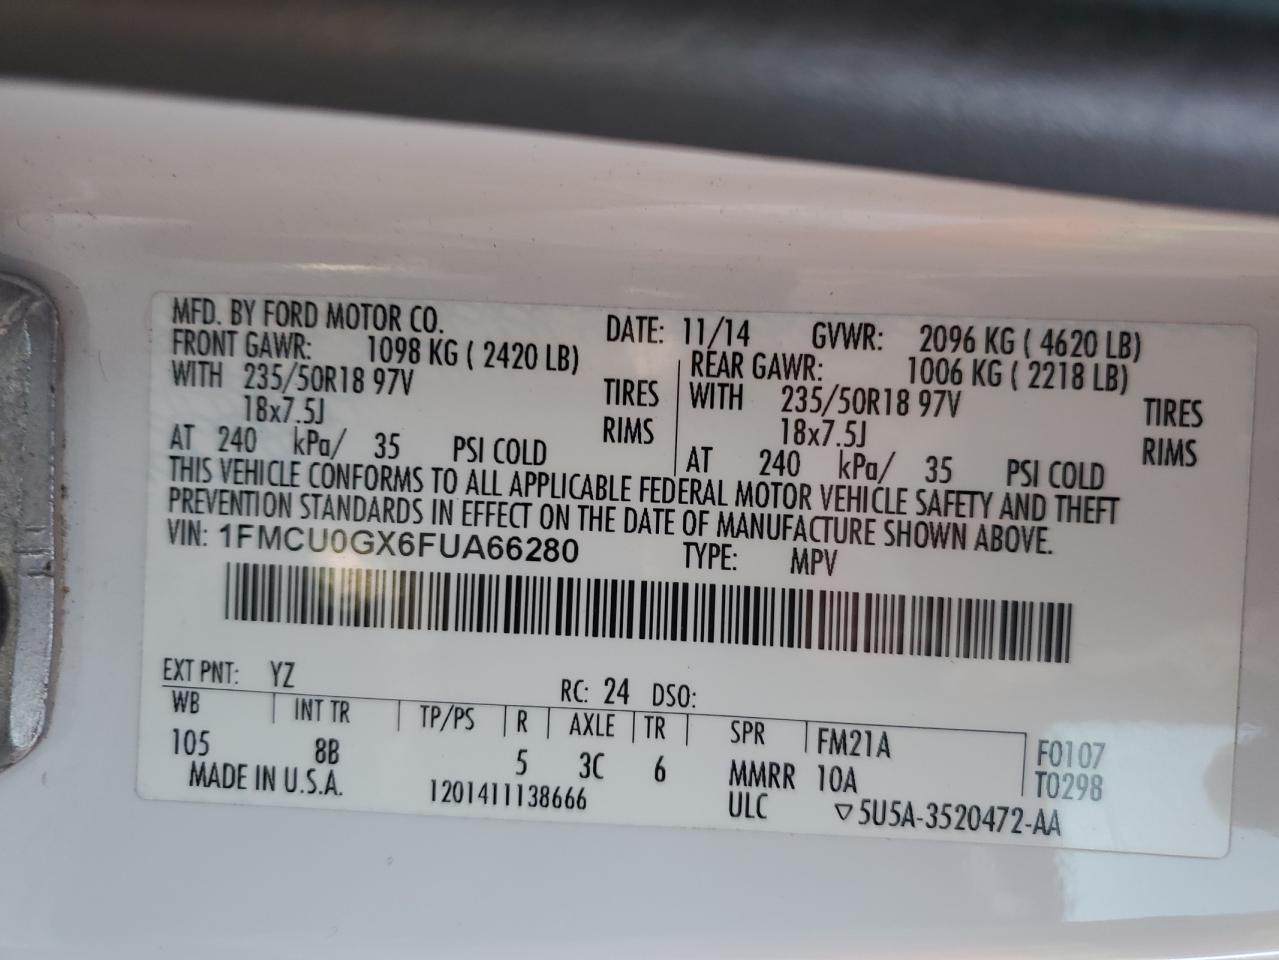 MFD. BY FORD MOTOR CO.
DATE: 11/14 GVWR: 2096 KG ( 4620 LB)
FRONT GAWR: 1098 KG ( 2420 LB)
WITH 235/50R18 97V TIRES
18x7.5J RIMS
AT 240 kPa/ 35 PSI COLD
REAR GAWR: 1006 KG ( 2218 LB)
WITH 235/50R18 97V TIRES
18x7.5J RIMS
AT 240 kPa/ 35 PSI COLD
THIS VEHICLE CONFORMS TO ALL APPLICABLE FEDERAL MOTOR VEHICLE SAFETY AND THEFT
PREVENTION STANDARDS IN EFFECT ON THE DATE OF MANUFACTURE SHOWN ABOVE.
VIN: 1FMCU0GX6FUA66280 TYPE: MPV
EXT PNT: YZ RC: 24 DSO:
WB INT TR TP/PS R AXLE TR SPR FM21A F0107
105 8B 5 3C 6 MMRR 10A T0298
MADE IN U.S.A. 1201411138666 ULC ▽5U5A-3520472-AA